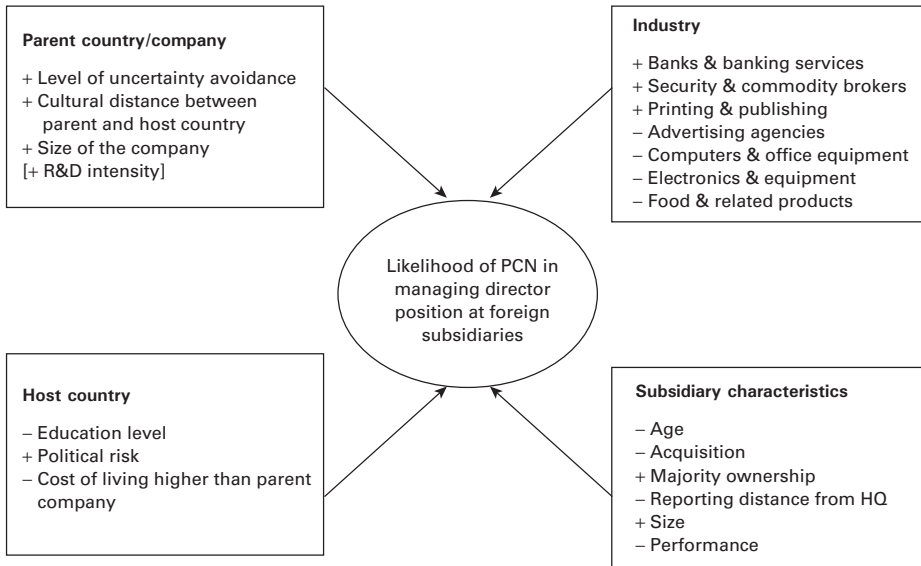 Parent country/company
+ Level of uncertainty avoidance
+ Cultural distance between
parent and host country
+ Size of the company
[+ R&D intensity]
Industry
+ Banks & banking services
+ Security & commodity brokers
+ Printing & publishing
– Advertising agencies
– Computers & office equipment
– Electronics & equipment
– Food & related products
Likelihood of PCN in
managing director
position at foreign
subsidiaries
Host country
– Education level
+ Political risk
– Cost of living higher than parent
company
Subsidiary characteristics
– Age
– Acquisition
+ Majority ownership
– Reporting distance from HQ
+ Size
– Performance